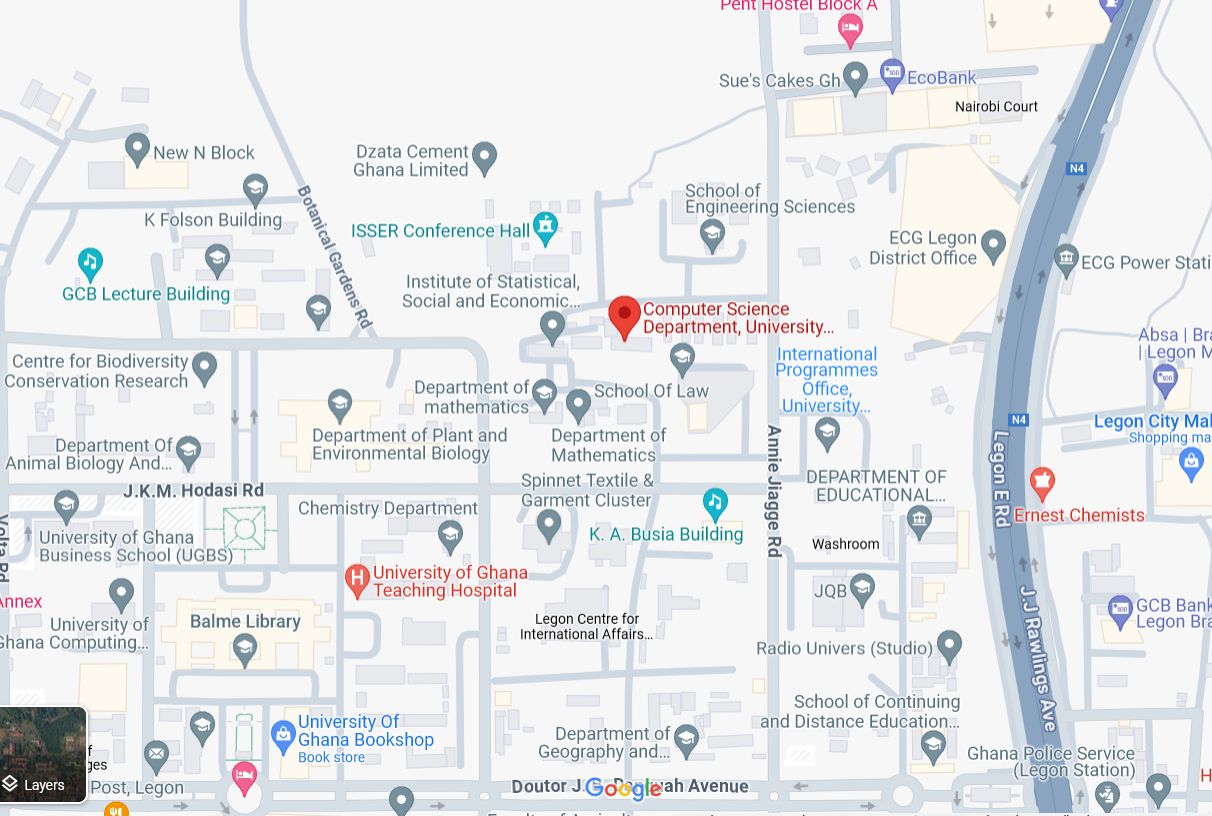 Pent Hostel Block A
Sue's Cakes Gh
EcoBank
Nairobi Court
New N Block
Dzata Cement
Ghana Limited
N4
School of
Engineering Sciences
K Folson Building
Botanical Gardens Rd
ISSER Conference Hall
ECG Legon
District Office
ECG Power Stati
GCB Lecture Building
Institute of Statistical,
Social and Economic...
Computer Science
Department, University...
Absa | Bra
| Legon M
Centre for Biodiversity
Conservation Research
International
Programmes
Office,
University...
Department of
mathematics
School Of Law
N4
Legon City Mal
Shopping ma
Department of Plant and
Environmental Biology
Department of
Mathematics
Department Of
Animal Biology And...
Annie Jiagge Rd
Legon E Rd
J.K.M. Hodasi Rd
Spinnet Textile &
Garment Cluster
DEPARTMENT OF
EDUCATIONAL...
Chemistry Department
Ernest Chemists
Volta Rd
University of Ghana
Business School (UGBS)
K. A. Busia Building
Washroom
H
University of Ghana
Teaching Hospital
JQB
Annex
GCB Bank
Legon Bra
University of
Ghana Computing...
Balme Library
Legon Centre for
International Affairs...
J.J Rawlings Ave
Radio Univers (Studio)
School of Continuing
and Distance Education...
University Of
Ghana Bookshop
Book store
Department of
Geography and...
Ghana Police Service
(Legon Station)
Layers
Post, Legon
Google
H